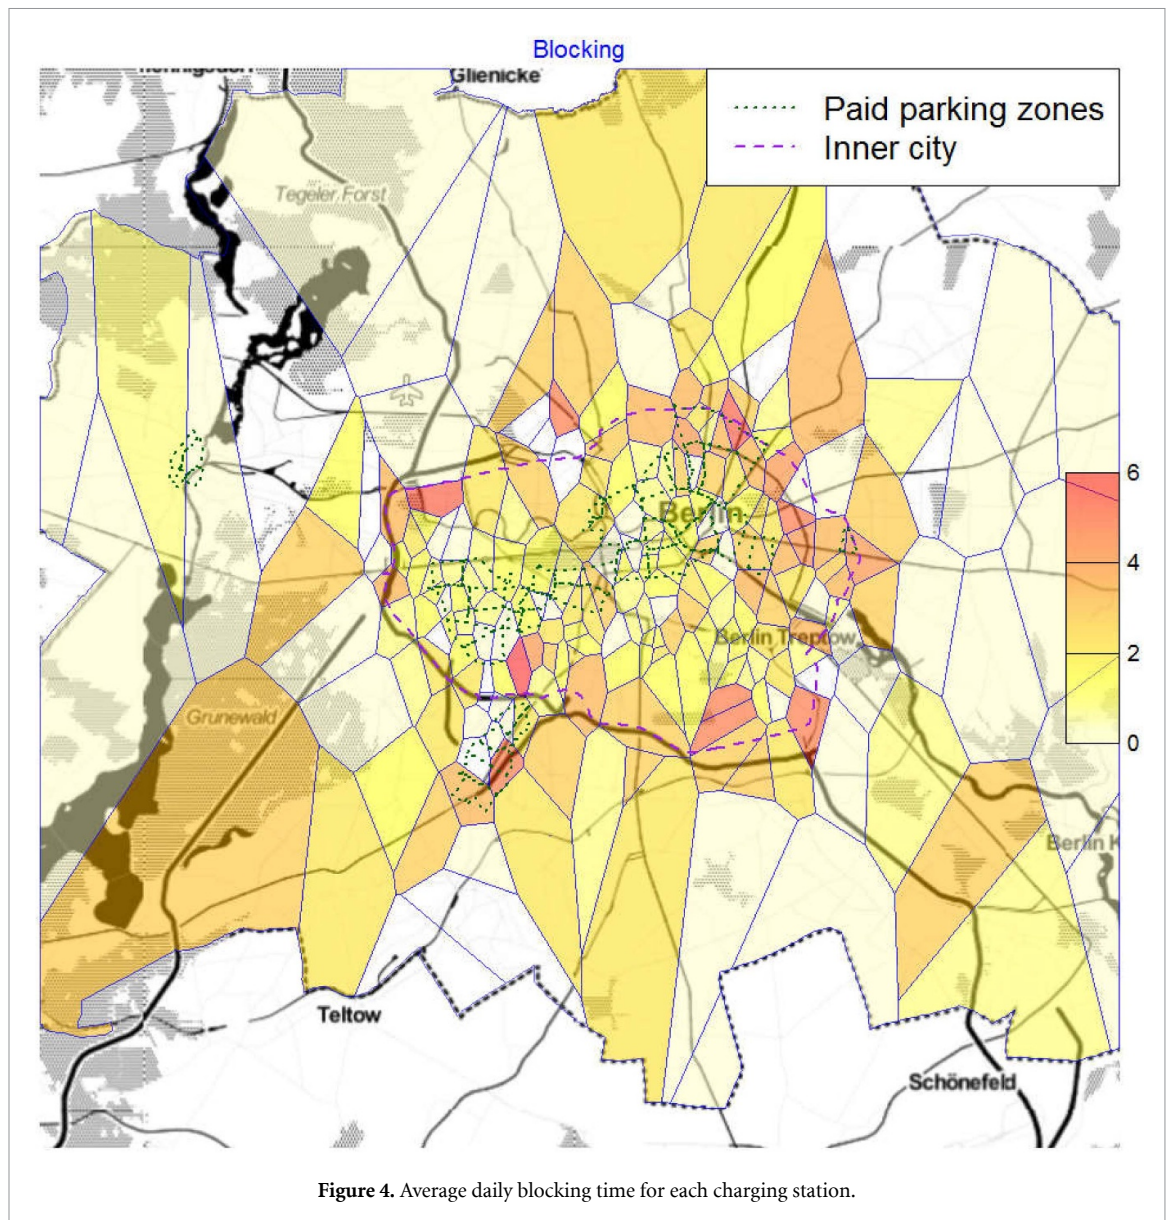 Blocking
Glienicke
Paid parking zones
Inner city
Tegeler Forst
6
Berlin
4
Berlin Treptow
2
Grunewald
0
Berlin K
Teltow
Schönefeld
Figure 4. Average daily blocking time for each charging station.